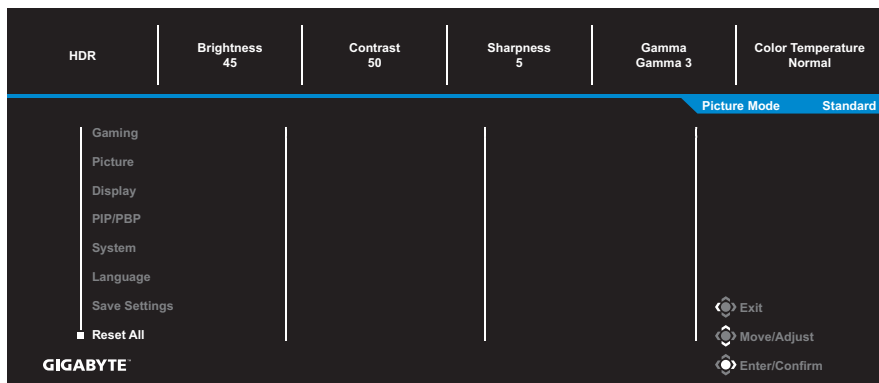 HDR
Brightness
45
Contrast
50
Sharpness
5
Gamma
Gamma 3
Color Temperature
Normal
Picture Mode Standard
Gaming
Picture
Display
PIP/PBP
System
Language
Save Settings
Reset All
Exit
Move/Adjust
Enter/Confirm
GIGABYTE™